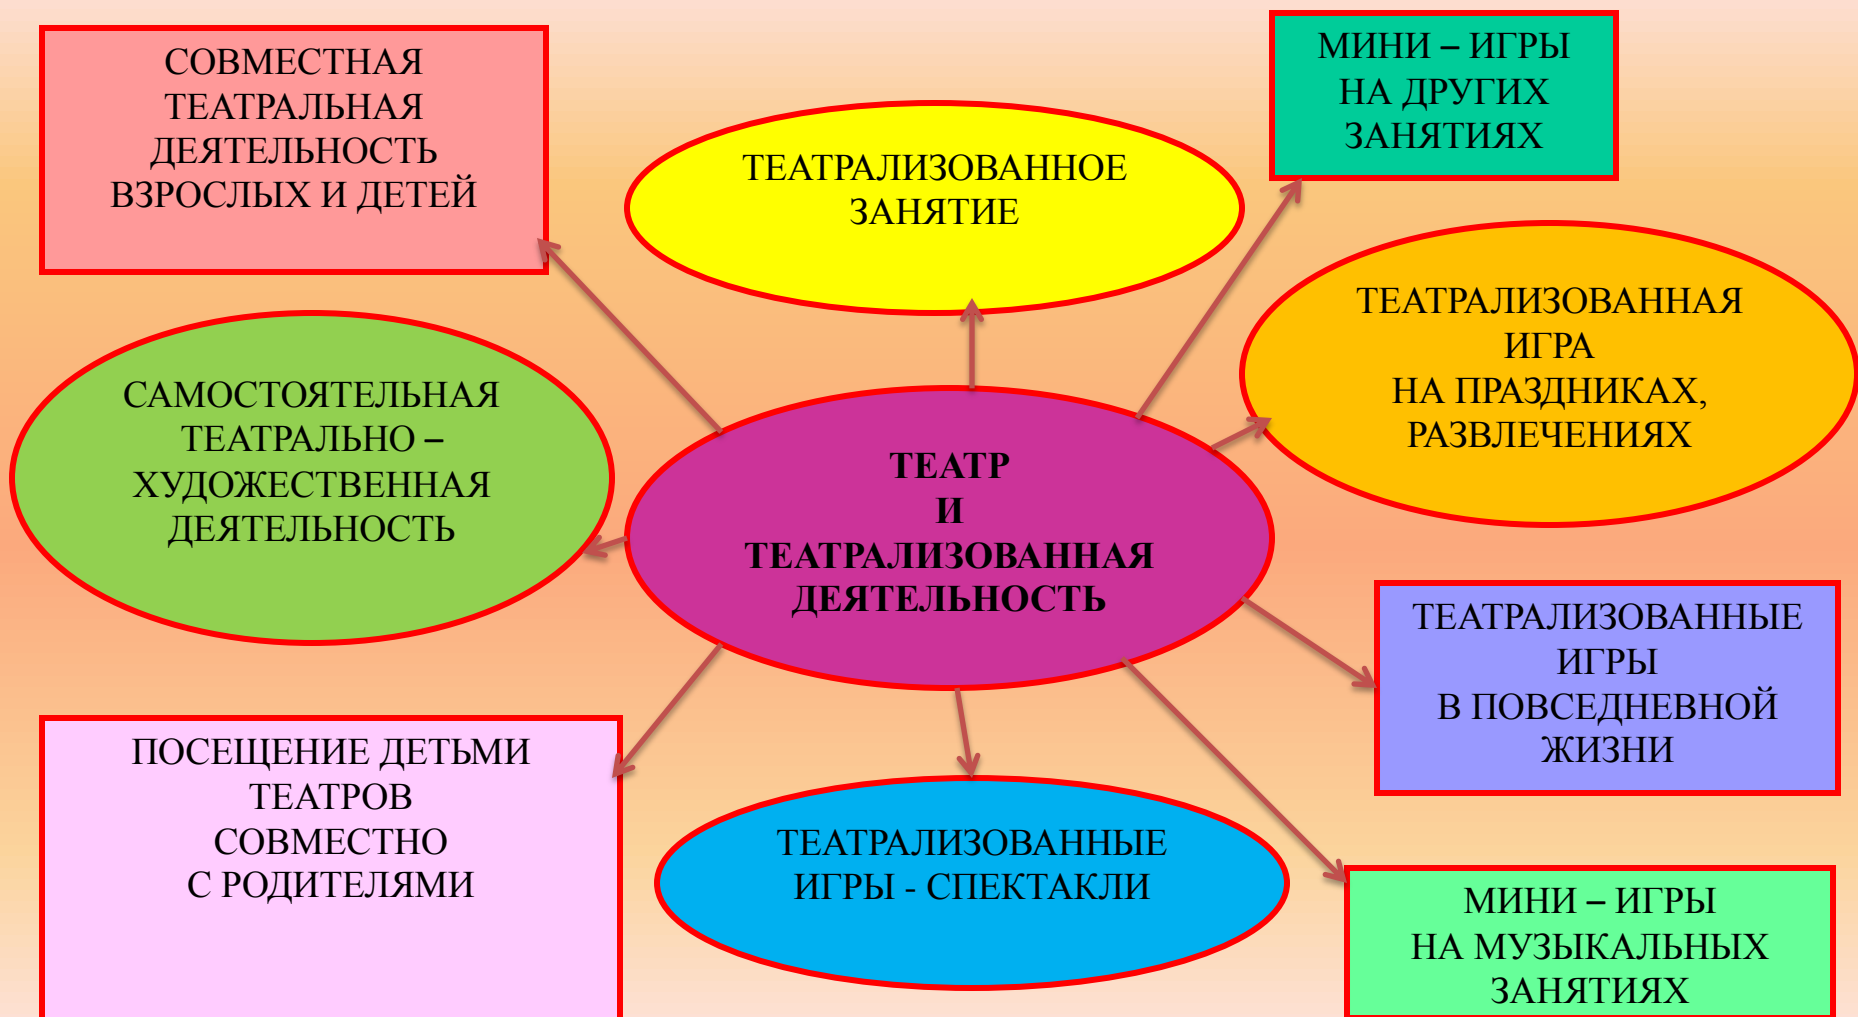 СОВМЕСТНАЯ
ТЕАТРАЛЬНАЯ
ДЕЯТЕЛЬНОСТЬ
ВЗРОСЛЫХ И ДЕТЕЙ
ТЕАТРАЛИЗОВАННОЕ
ЗАНЯТИЕ
МИНИ – ИГРЫ
НА ДРУГИХ
ЗАНЯТИЯХ
САМОСТОЯТЕЛЬНАЯ
ТЕАТРАЛЬНО –
ХУДОЖЕСТВЕННАЯ
ДЕЯТЕЛЬНОСТЬ
ТЕАТР
И
ТЕАТРАЛИЗОВАННАЯ
ДЕЯТЕЛЬНОСТЬ
ТЕАТРАЛИЗОВАННАЯ
ИГРА
НА ПРАЗДНИКАХ,
РАЗВЛЕЧЕНИЯХ
ТЕАТРАЛИЗОВАННЫЕ
ИГРЫ
В ПОВСЕДНЕВНОЙ
ЖИЗНИ
ПОСЕЩЕНИЕ ДЕТЬМИ
ТЕАТРОВ
СОВМЕСТНО
С РОДИТЕЛЯМИ
ТЕАТРАЛИЗОВАННЫЕ
ИГРЫ - СПЕКТАКЛИ
МИНИ – ИГРЫ
НА МУЗЫКАЛЬНЫХ
ЗАНЯТИЯХ